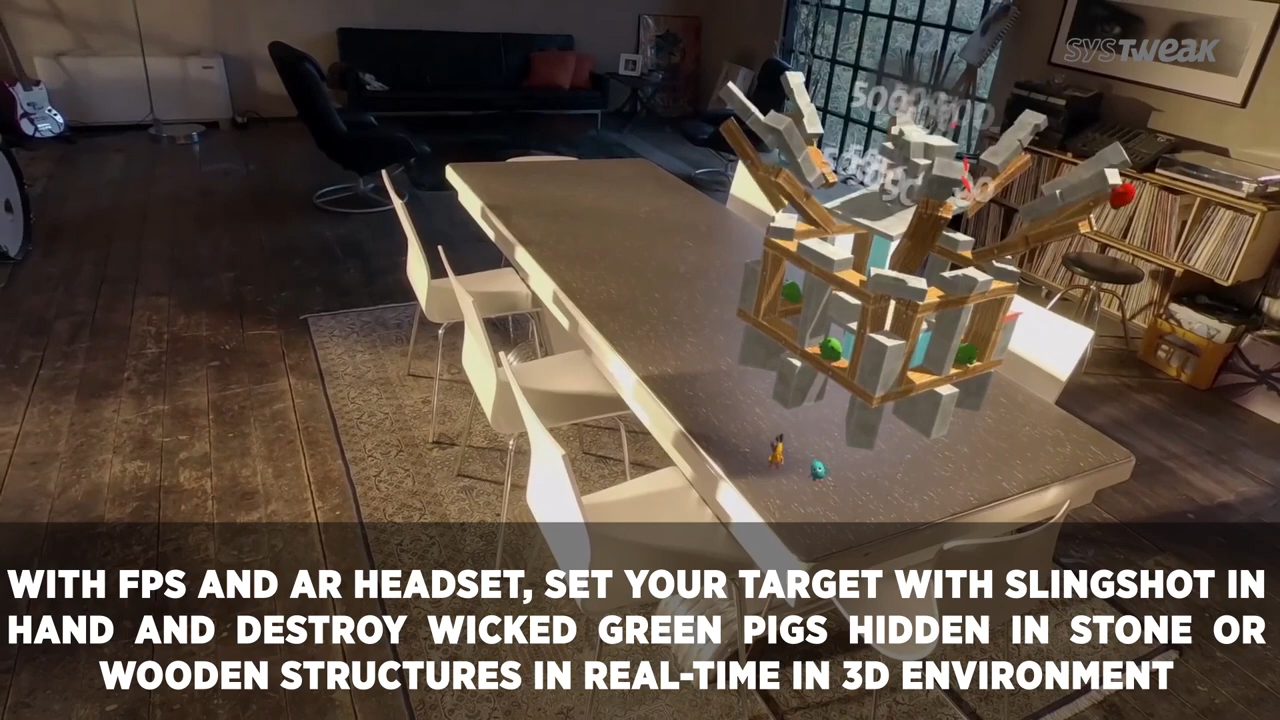 SYSTWEAK
WITH FPS AND AR HEADSET, SET YOUR TARGET WITH SLINGSHOT IN
HAND AND DESTROY WICKED GREEN PIGS HIDDEN IN STONE OR
WOODEN STRUCTURES IN REAL-TIME IN 3D ENVIRONMENT